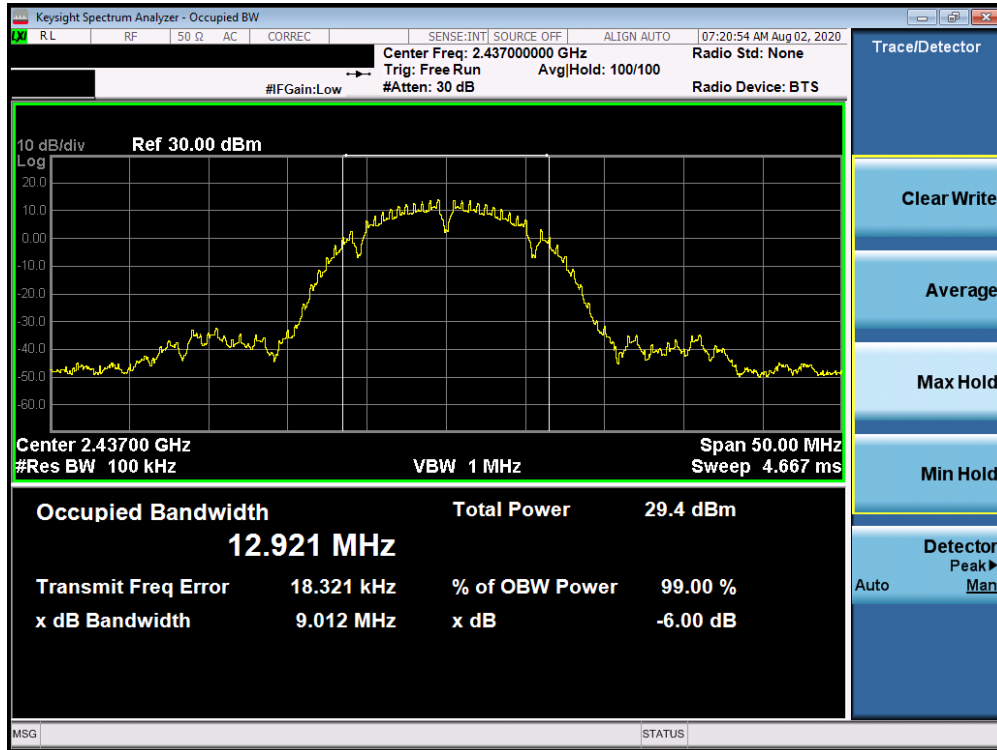 Keysight Spectrum Analyzer - Occupied BW
LXI RL RF 50 Ω AC CORREC SENSE:INT SOURCE OFF ALIGN AUTO 07:20:54 AM Aug 02, 2020
Center Freq: 2.437000000 GHz Radio Std: None
Trig: Free Run Avg|Hold: 100/100
#IFGain:Low #Atten: 30 dB Radio Device: BTS
Trace/Detector
10 dB/div Ref 30.00 dBm
Log
20.0
10.0
0.00
-10.0
-20.0
-30.0
-40.0
-50.0
-60.0
Center 2.43700 GHz Span 50.00 MHz
#Res BW 100 kHz VBW 1 MHz Sweep 4.667 ms
Occupied Bandwidth Total Power 29.4 dBm
12.921 MHz
Transmit Freq Error 18.321 kHz % of OBW Power 99.00 %
x dB Bandwidth 9.012 MHz x dB -6.00 dB
Clear Write
Average
Max Hold
Min Hold
Detector
Peak▶
Auto Man
MSG STATUS